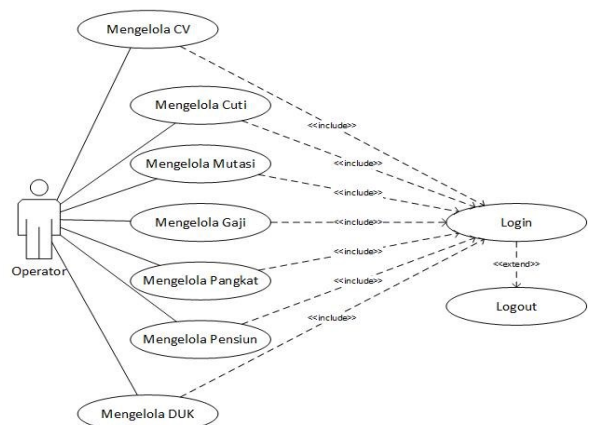 Mengelola CV
<<include>>
Mengelola Cuti
<<include>>
Mengelola Mutasi
<<include>>
Mengelola Gaji
<<include>>
Login
Operator
Mengelola Pangkat
<<include>>
<<extend>>
Mengelola Pensiun
<<include>>
Logout
<<include>>
Mengelola DUK